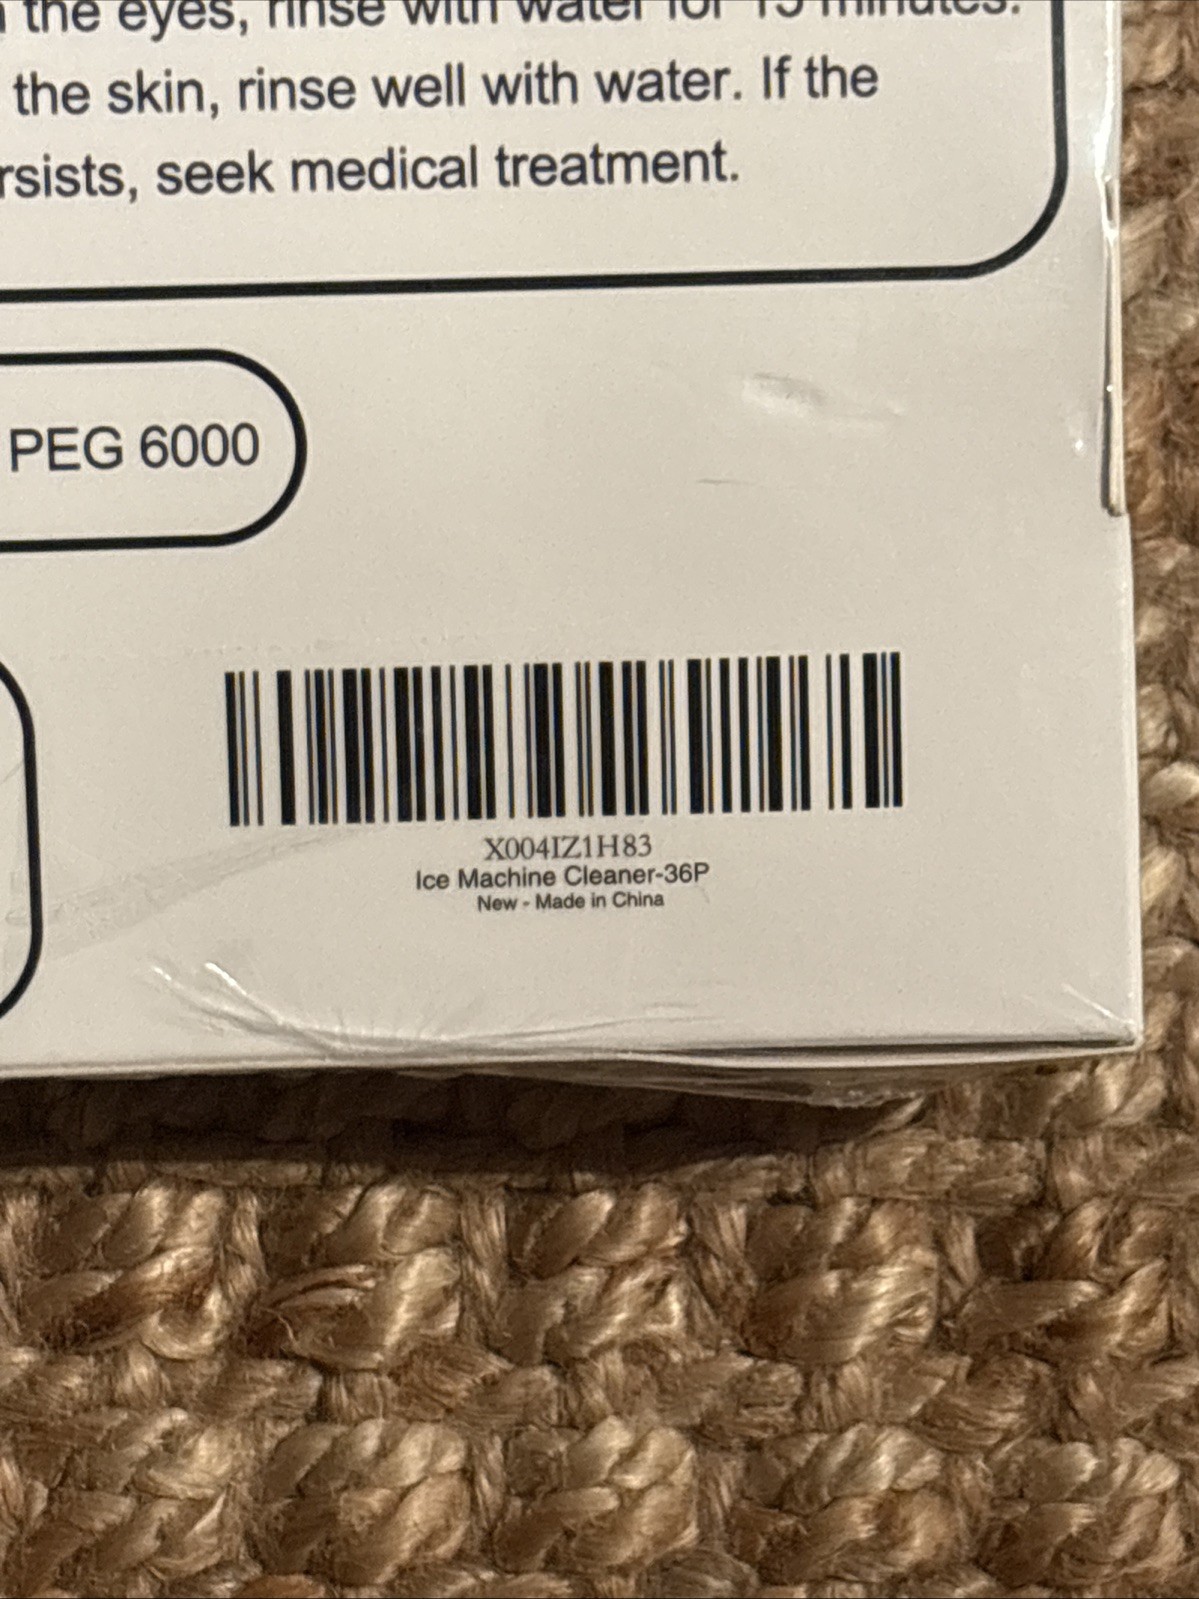 the eyes, rinse with water for 15 minutes.
the skin, rinse well with water. If the
rsists, seek medical treatment.
PEG 6000
X004IZ1H83
Ice Machine Cleaner-36P
New - Made in China